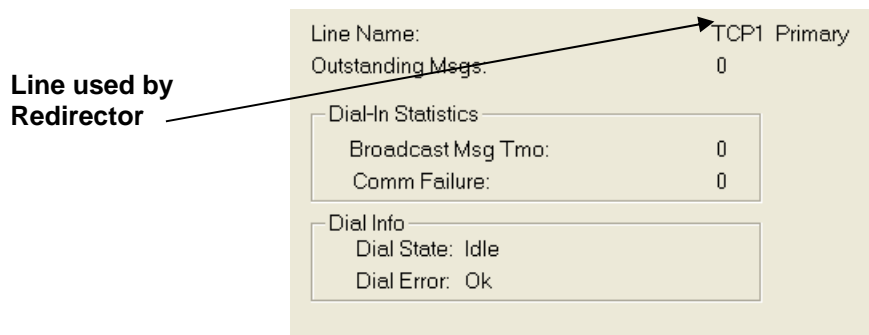 Line Name: TCP1 Primary
Outstanding Msgs: 0
Line used by
Redirector
Dial-In Statistics
Broadcast Msg Tmo: 0
Comm Failure: 0
Dial Info
Dial State: Idle
Dial Error: Ok